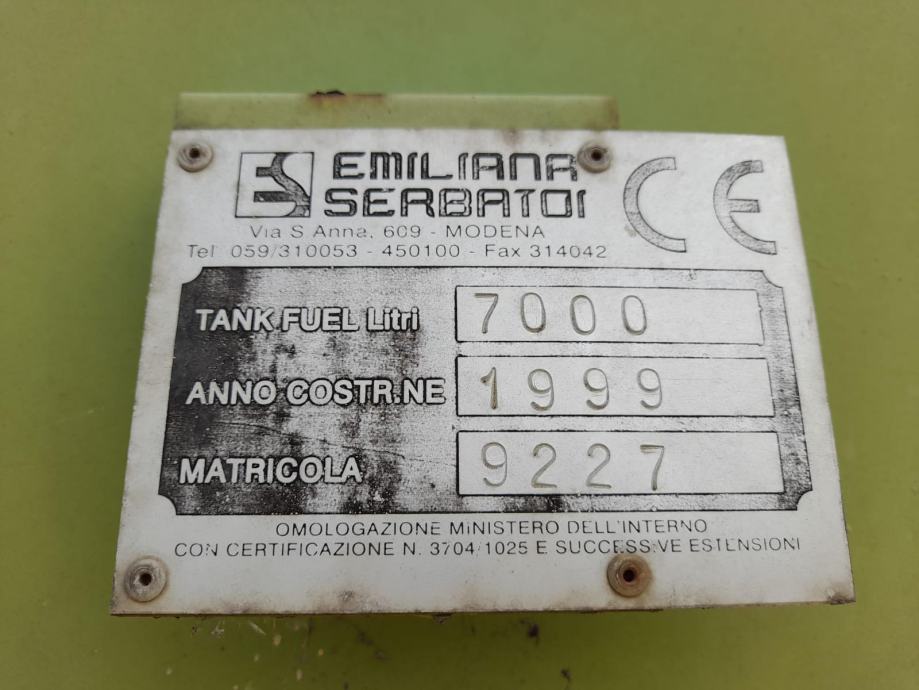 ES EMILIANA
SERBATOI
CE
Via S Anna, 609 - MODENA
Tel 059/310053 - 450100 - Fax 314042
TANK FUEL Litri 7000
ANNO COSTR.NE 1999
MATRICOLA 9227
OMOLOGAZIONE MINISTERO DELL'INTERNO
CON CERTIFICAZIONE N. 3704/1025 E SUCCESSIVE ESTENSIONI